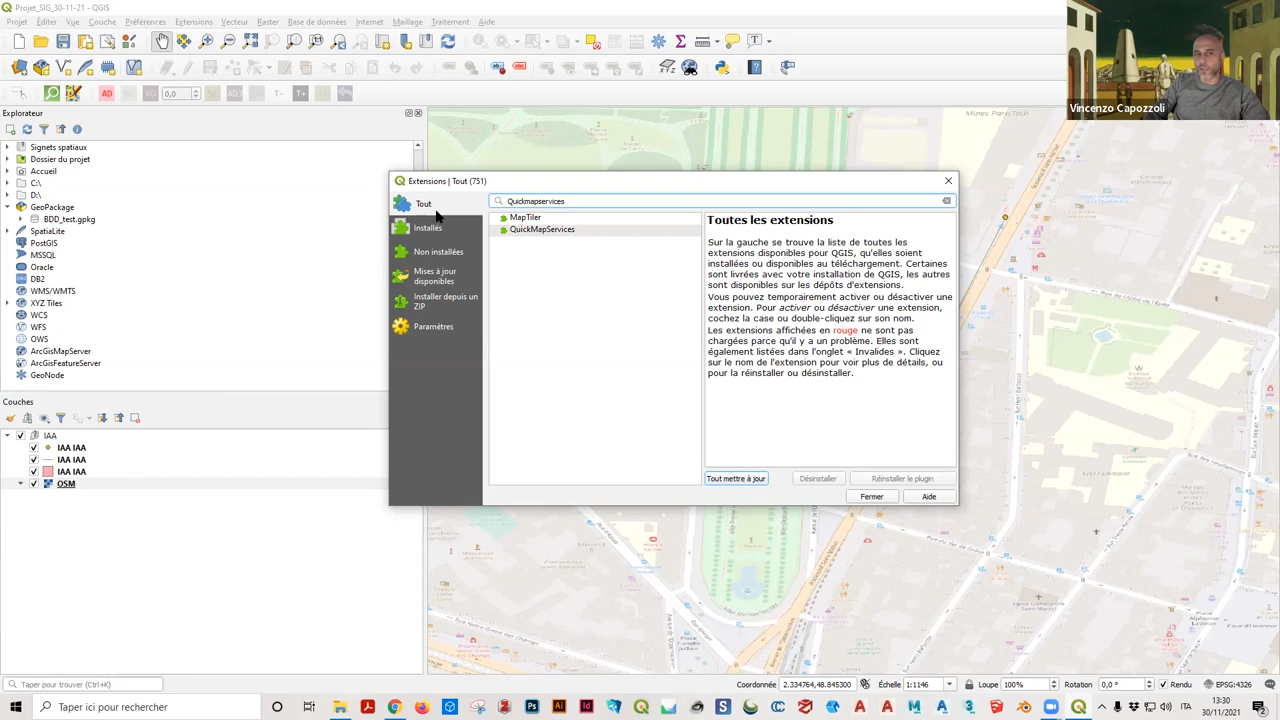 Projet_SIG_30-11-21 — QGIS
Projet Éditer Vue Couche Préférences Extensions Vecteur Raster Base de données Internet Maillage Traitement Aide
Vincenzo Capozzoli
AD
0,0
Explorateur
Signets spatiaux
Dossier du projet
Accueil
C:\
D:\
GeoPackage
BDD_test.gpkg
SpatiaLite
PostGIS
MSSQL
Oracle
DB2
WMS/WMTS
XYZ Tiles
WCS
WFS
OWS
ArcGisMapServer
ArcGisFeatureServer
GeoNode
Couches
IAA
IAA IAA
IAA IAA
IAA IAA
OSM
Extensions | Tout (751)
Tout
Installés
Non installées
Mises à jour
disponibles
Installer depuis un
ZIP
Paramètres
Quickmapservices
MapTiler
QuickMapServices
Toutes les extensions
Sur la gauche se trouve la liste de toutes les
extensions disponibles pour QGIS, qu'elles soient
installées ou disponibles au téléchargement. Certaines
sont livrées avec votre installation de QGIS, les autres
sont disponibles sur les dépôts d'extensions.
Vous pouvez temporairement activer ou désactiver une
extension. Pour activer ou désactiver une extension,
cochez la case ou double-cliquez sur son nom.
Les extensions affichées en rouge ne sont pas
chargées parce qu'il y a un problème. Elles sont
également listées dans l'onglet « Invalides ». Cliquez
sur le nom de l'extension pour voir plus de détails, ou
pour la réinstaller ou désinstaller.
Tout mettre à jour Désinstaller Réinstaller le plugin
Fermer Aide
Mines ParisTech
Taper pour trouver (Ctrl+K)
Coordonnée 2.334764,48.845300 Échelle 1:1146 Loupe 100% Rotation 0,0 ° Rendu EPSG:4326
Taper ici pour rechercher
ITA
13:30
30/11/2021
2